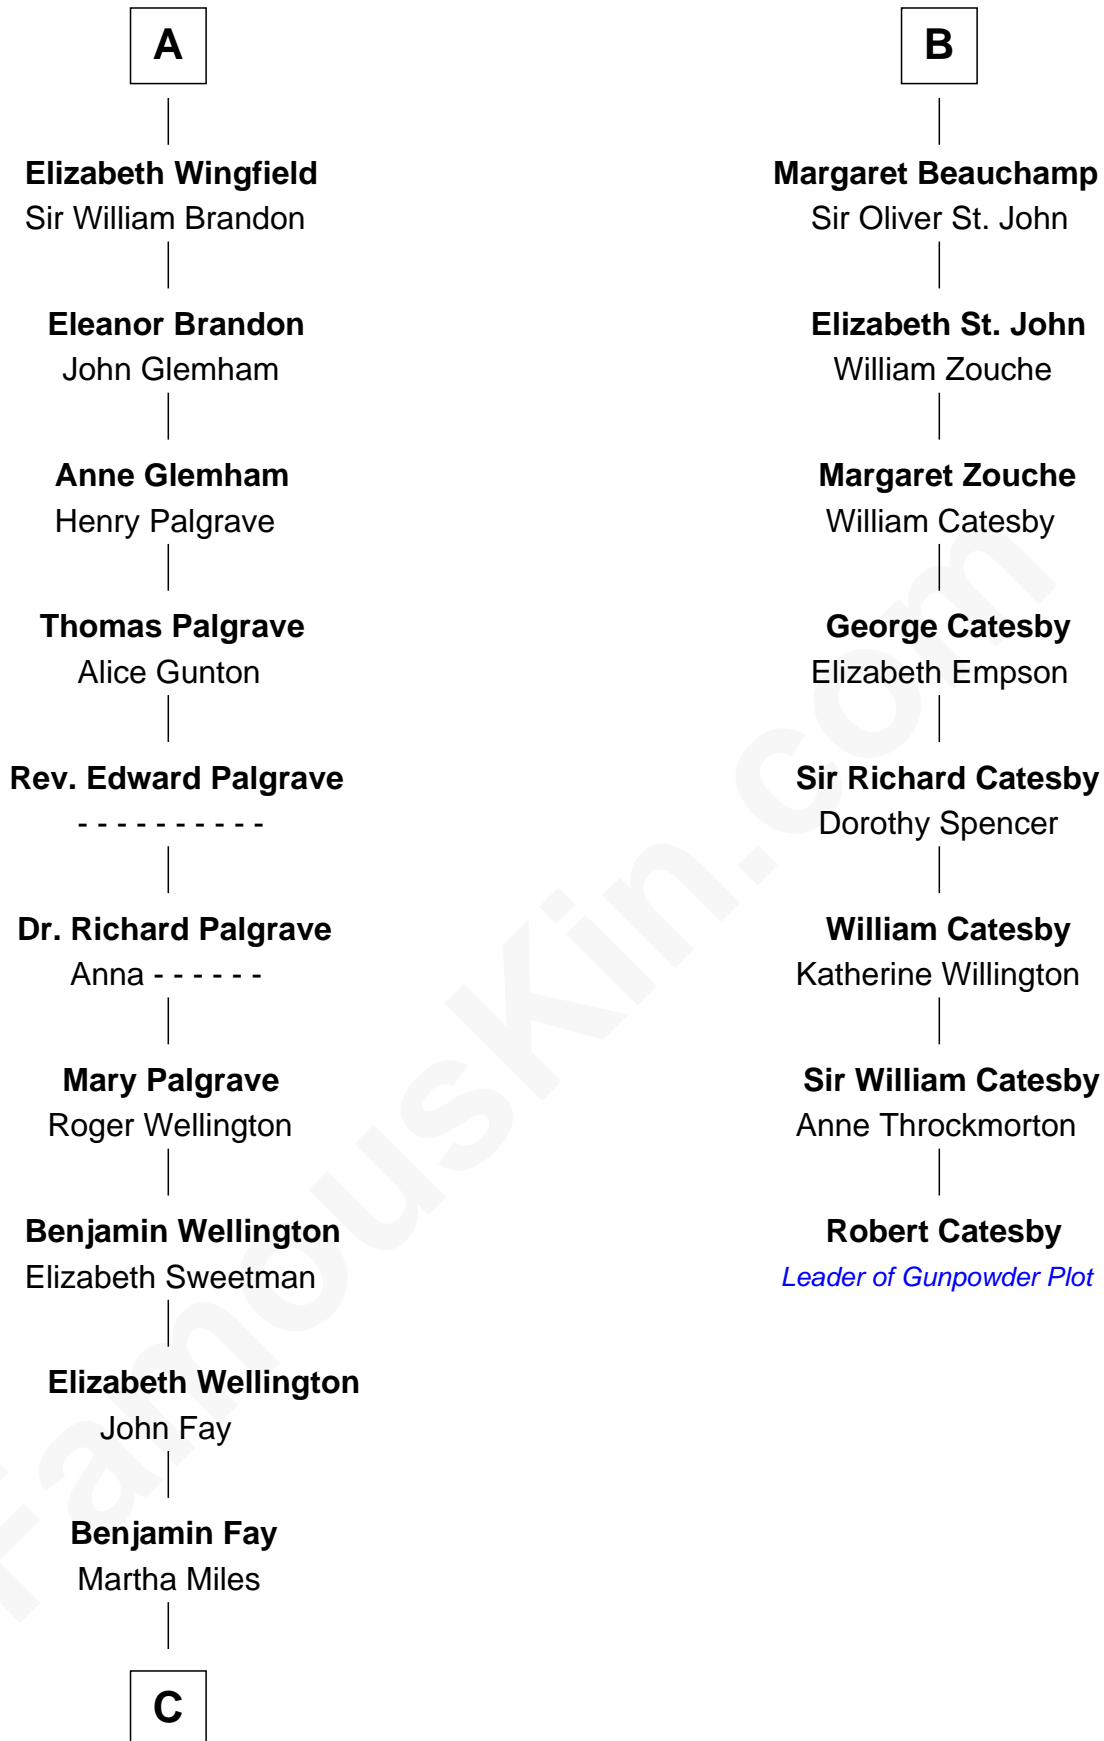 A
Elizabeth Wingfield
Sir William Brandon
Eleanor Brandon
John Glemham
Anne Glemham
Henry Palgrave
Thomas Palgrave
Alice Gunton
Rev. Edward Palgrave
- - - - - - - - - -
Dr. Richard Palgrave
Anna - - - - - -
Mary Palgrave
Roger Wellington
Benjamin Wellington
Elizabeth Sweetman
Elizabeth Wellington
John Fay
Benjamin Fay
Martha Miles
C
B
Margaret Beauchamp
Sir Oliver St. John
Elizabeth St. John
William Zouche
Margaret Zouche
William Catesby
George Catesby
Elizabeth Empson
Sir Richard Catesby
Dorothy Spencer
William Catesby
Katherine Willington
Sir William Catesby
Anne Throckmorton
Robert Catesby
Leader of Gunpowder Plot
FamousKin.com